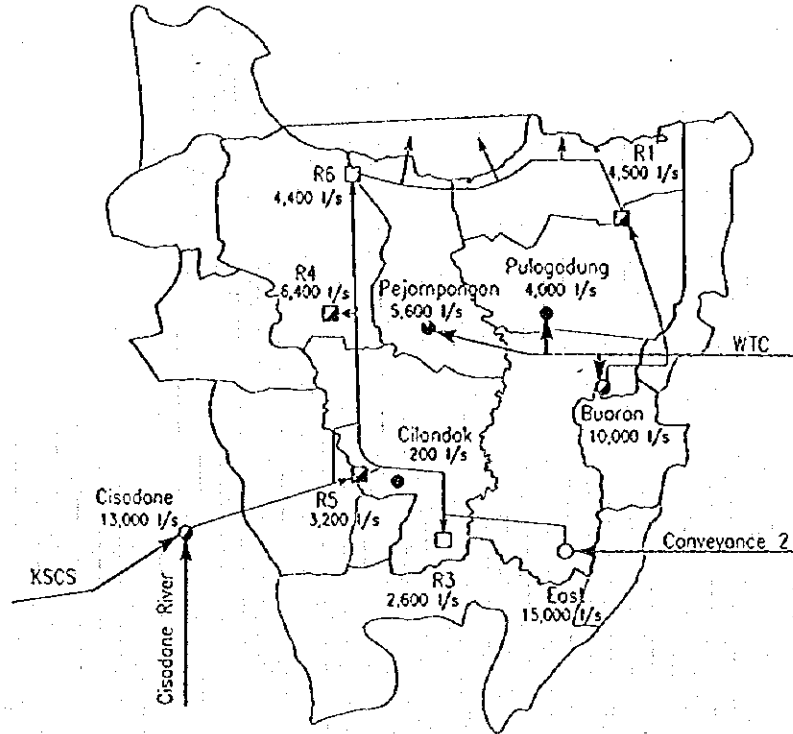 R1
4,500 l/s
R6
4,400 l/s
R4
6,400 l/s
Pejompongan
5,600 l/s
Pulogadung
4,000 l/s
WTC
Buaran
10,000 l/s
Cilandak
200 l/s
Cisadane
13,000 l/s
R5
3,200 l/s
KSCS
Cisadane River
R3
2,600 l/s
East
15,000 l/s
Conveyance 2